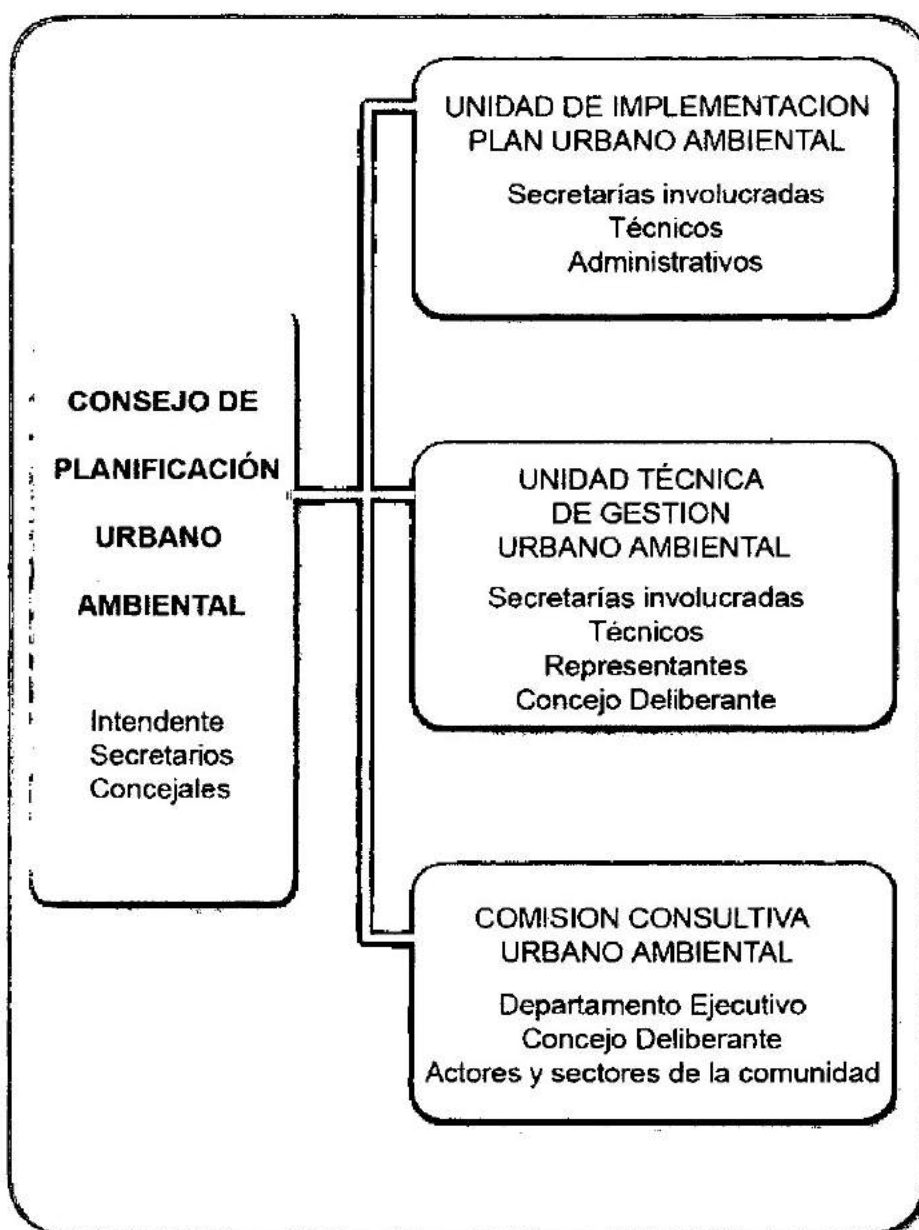 CONSEJO DE
PLANIFICACIÓN
URBANO
AMBIENTAL
Intendente
Secretarios
Concejales
UNIDAD DE IMPLEMENTACION
PLAN URBANO AMBIENTAL
Secretarías involucradas
Técnicos
Administrativos
UNIDAD TÉCNICA
DE GESTION
URBANO AMBIENTAL
Secretarías involucradas
Técnicos
Representantes
Concejo Deliberante
COMISION CONSULTIVA
URBANO AMBIENTAL
Departamento Ejecutivo
Concejo Deliberante
Actores y sectores de la comunidad